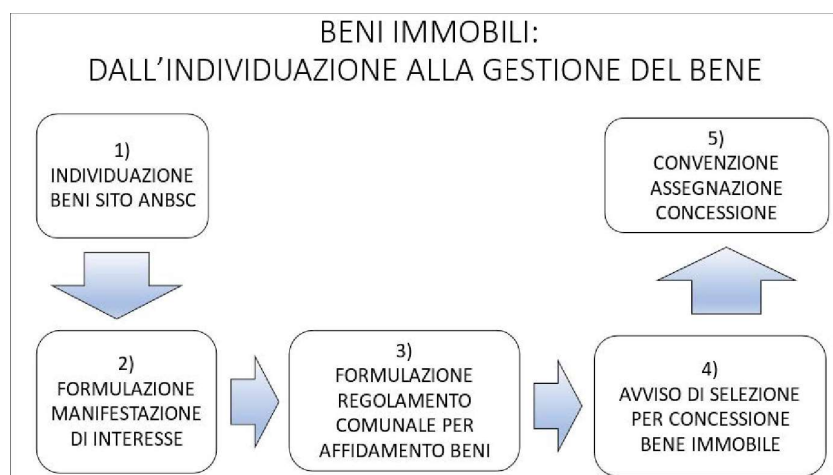 BENI IMMOBILI:
DALL'INDIVIDUAZIONE ALLA GESTIONE DEL BENE
1)
INDIVIDUAZIONE
BENI SITO ANBSC
2)
FORMULAZIONE
MANIFESTAZIONE
DI INTERESSE
3)
FORMULAZIONE
REGOLAMENTO
COMUNALE PER
AFFIDAMENTO BENI
4)
AVVISO DI SELEZIONE
PER CONCESSIONE
BENE IMMOBILE
5)
CONVENZIONE
ASSEGNAZIONE
CONCESSIONE